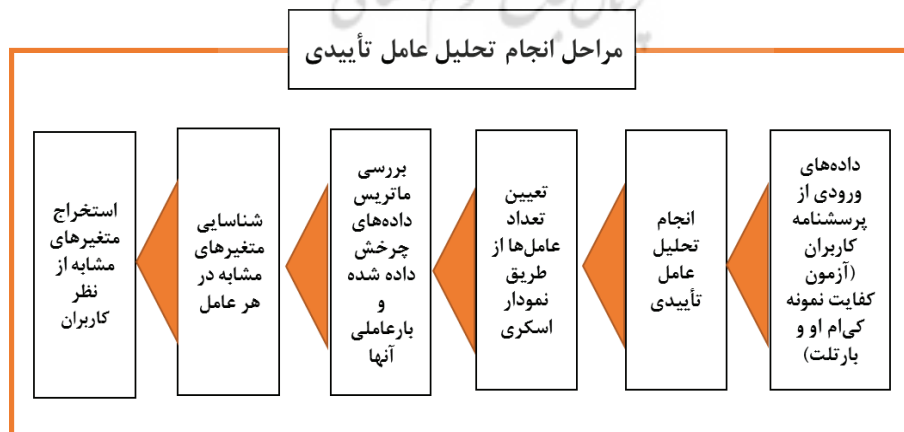 مراحل انجام تحلیل عامل تأییدی
داده‌های
ورودی از
پرسشنامه
کاربران
(آزمون
کفایت نمونه
کی‌ام او و
بارتلت)
انجام
تحلیل
عامل
تأییدی
تعیین
تعداد
عامل‌ها از
طریق
نمودار
اسکری
بررسی
ماتریس
داده‌های
چرخش
داده شده
و
بارعاملی
آنها
شناسایی
متغیرهای
مشابه در
هر عامل
استخراج
متغیرهای
مشابه از
نظر
کاربران